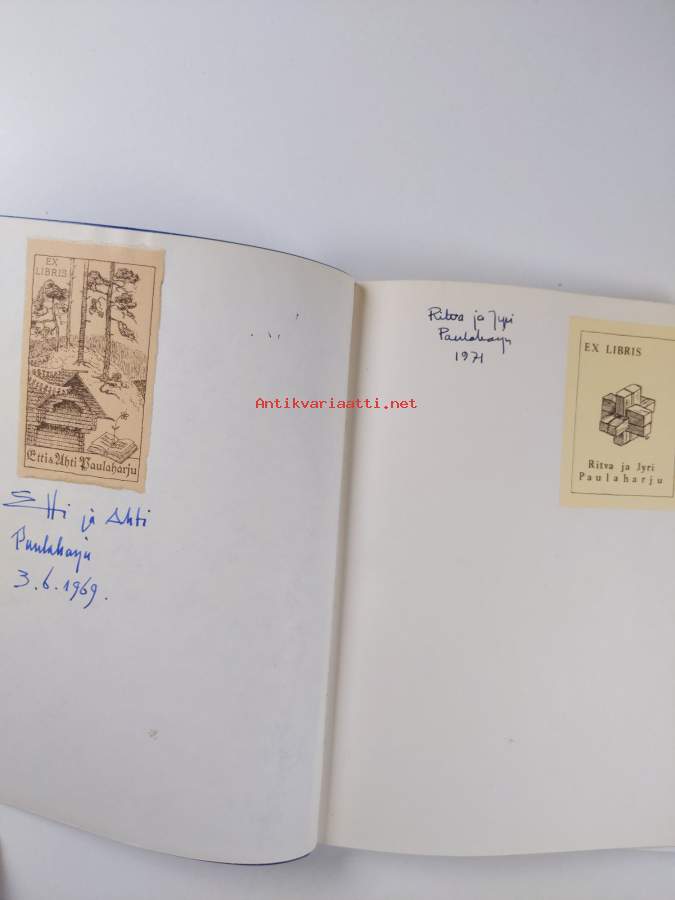 EX
LIBRIS
Etti & Ahti Paulaharju
Etti ja Ahti
Paulaharju
3.6.1969.
Ritva ja Jyri
Paulaharju
1971
EX LIBRIS
Ritva ja Jyri
Paulaharju
Antikvariaatti.net